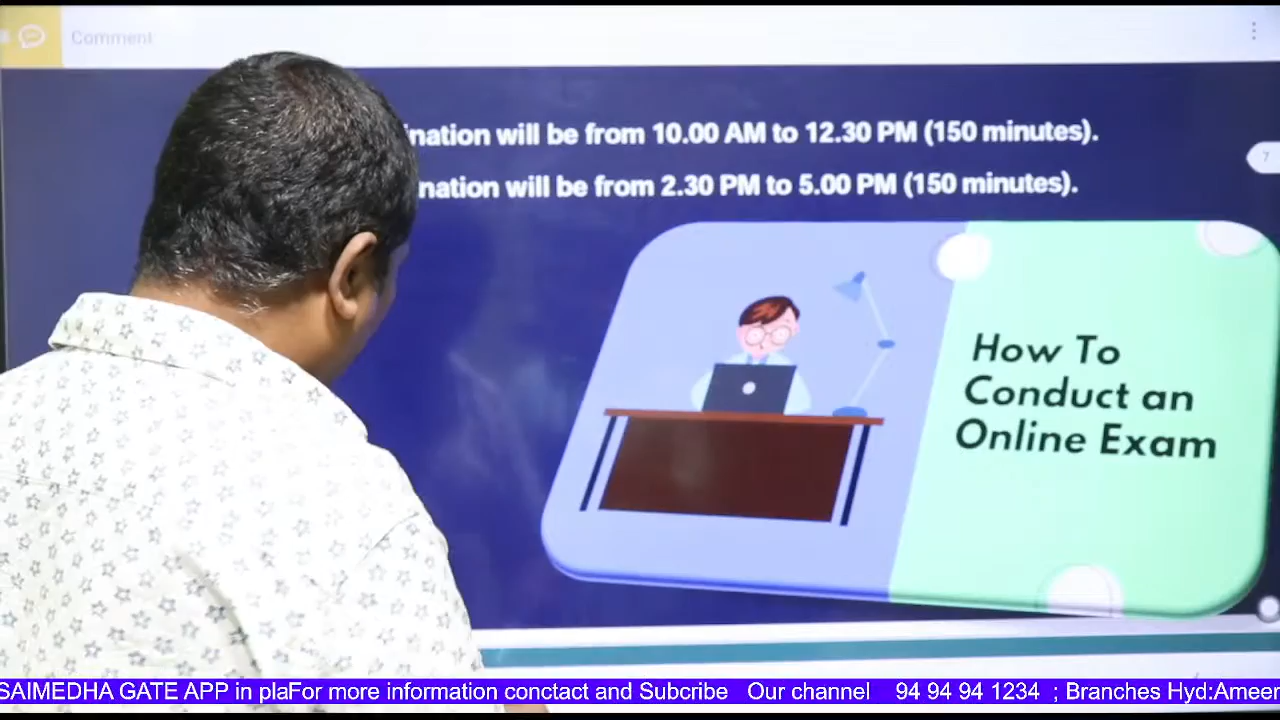 Comment
ination will be from 10.00 AM to 12.30 PM (150 minutes).
nation will be from 2.30 PM to 5.00 PM (150 minutes).
7
How To
Conduct an
Online Exam
SAIMEDHA GATE APP in plaFor more information conctact and Subcribe Our channel 94 94 94 1234 ; Branches Hyd:Ameer